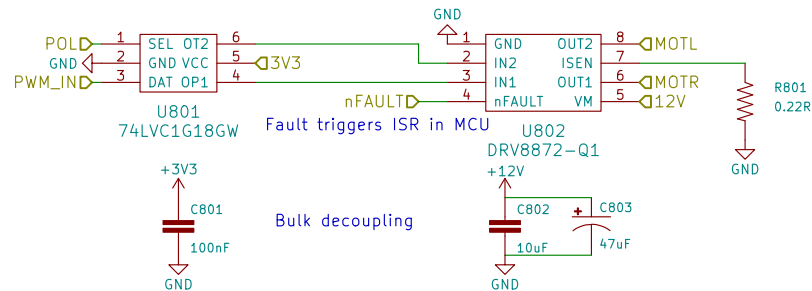 GND
POL 1 SEL OT2 6
GND 2 GND VCC 5 3V3
PWM_IN 3 DAT OP1 4
U801
74LVC1G18GW
1 GND OUT2 8 MOTL
2 IN2 ISEN 7
3 IN1 OUT1 6 MOTR
nFAULT 4 nFAULT VM 5 12V
U802
DRV8872-Q1
R801
0.22R
GND
Fault triggers ISR in MCU
+3V3
C801
100nF
GND
Bulk decoupling
+12V
C802
10uF
C803
47uF
GND